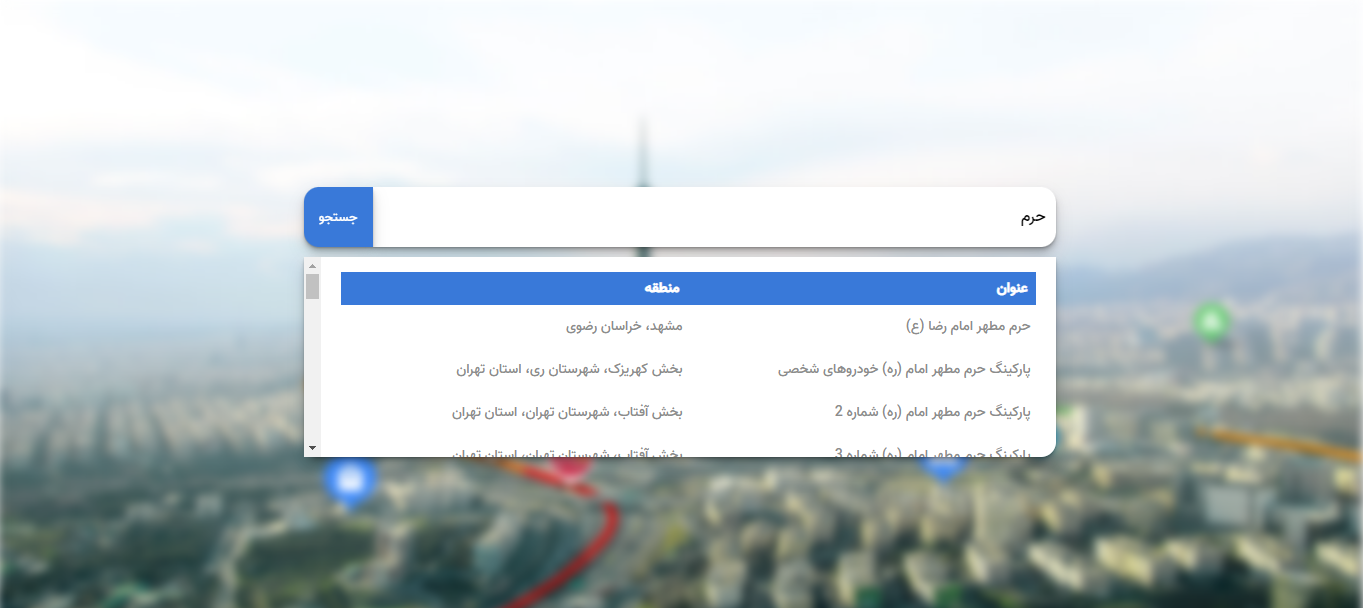 حرم
جستجو
عنوان منطقه
حرم مطهر امام رضا (ع) مشهد، خراسان رضوی
پارکینگ حرم مطهر امام (ره) خودروهای شخصی بخش کهریزک، شهرستان ری، استان تهران
پارکینگ حرم مطهر امام (ره) شماره 2 بخش آفتاب، شهرستان تهران، استان تهران
پارکینگ حرم مطهر امام (ره) شماره 3 بخش آفتاب، شهرستان تهران، استان تهران